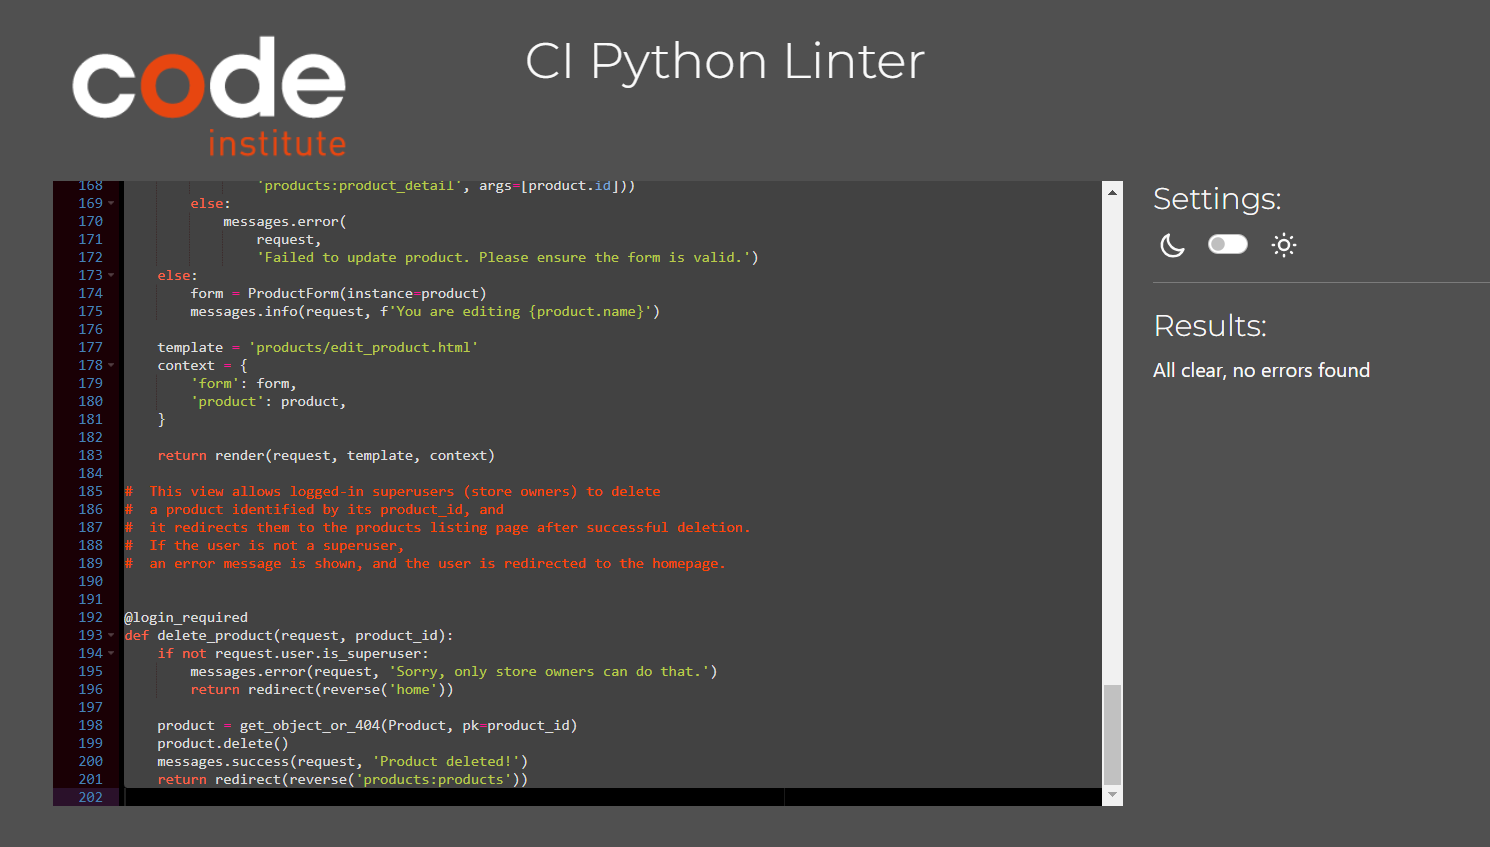 code
institute
CI Python Linter
168 'products:product_detail', args=[product.id]))
169 else:
170 messages.error(
171 request,
172 'Failed to update product. Please ensure the form is valid.')
173 else:
174 form = ProductForm(instance=product)
175 messages.info(request, f'You are editing {product.name}')
176
177 template = 'products/edit_product.html'
178 context = {
179 'form': form,
180 'product': product,
181 }
182
183 return render(request, template, context)
184
185 # This view allows logged-in superusers (store owners) to delete
186 # a product identified by its product_id, and
187 # it redirects them to the products listing page after successful deletion.
188 # If the user is not a superuser,
189 # an error message is shown, and the user is redirected to the homepage.
190
191
192 @login_required
193 def delete_product(request, product_id):
194 if not request.user.is_superuser:
195 messages.error(request, 'Sorry, only store owners can do that.')
196 return redirect(reverse('home'))
197
198 product = get_object_or_404(Product, pk=product_id)
199 product.delete()
200 messages.success(request, 'Product deleted!')
201 return redirect(reverse('products:products'))
202
Settings:
Results:
All clear, no errors found